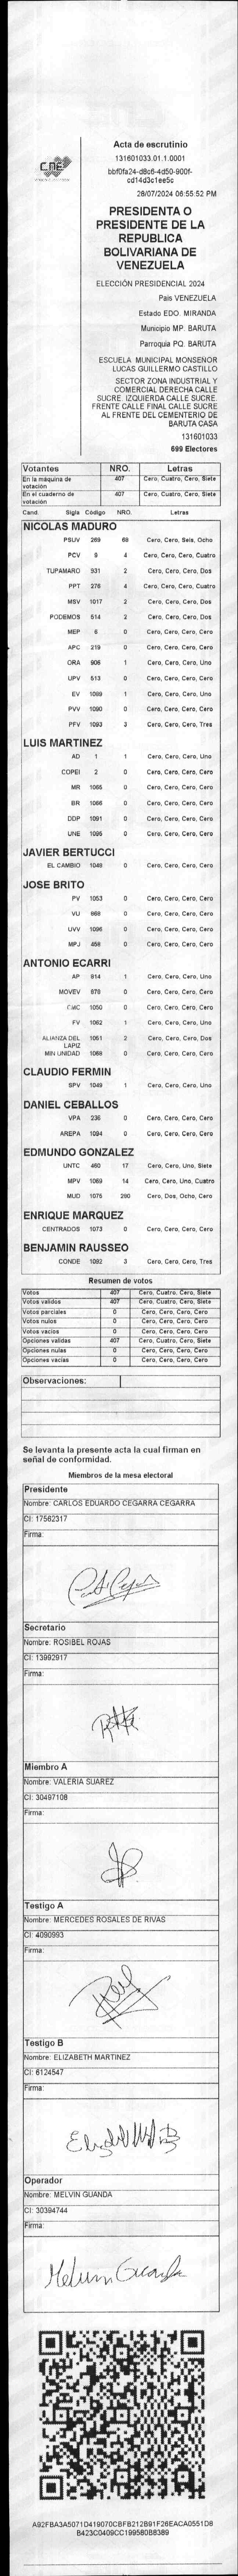 CNE
Acta de escrutinio
131601033.01.1.0001
bbf0fa24-d8c6-4d50-900f-
cd14d3c1ee5c
28/07/2024 06:55:52 PM
PRESIDENTA O
PRESIDENTE DE LA
REPUBLICA
BOLIVARIANA DE
VENEZUELA
ELECCIÓN PRESIDENCIAL 2024
Pais VENEZUELA
Estado EDO. MIRANDA
Municipio MP. BARUTA
Parroquia PQ. BARUTA
ESCUELA MUNICIPAL MONSEÑOR
LUCAS GUILLERMO CASTILLO
SECTOR ZONA INDUSTRIAL Y
COMERCIAL DERECHA CALLE
SUCRE. IZQUIERDA CALLE SUCRE.
FRENTE CALLE FINAL CALLE SUCRE
AL FRENTE DEL CEMENTERIO DE
BARUTA CASA
131601033
699 Electores
Votantes NRO. Letras
En la máquina de votación 407 Cero, Cuatro, Cero, Siete
En el cuaderno de votación 407 Cero, Cuatro, Cero, Siete
Cand. Sigla Código NRO. Letras
NICOLAS MADURO
PSUV 269 68 Cero, Cero, Seis, Ocho
PCV 5 4 Cero, Cero, Cero, Cuatro
TUPAMARO 931 2 Cero, Cero, Cero, Dos
PPT 276 4 Cero, Cero, Cero, Cuatro
MSV 1017 2 Cero, Cero, Cero, Dos
PODEMOS 514 2 Cero, Cero, Cero, Dos
MEP 6 0 Cero, Cero, Cero, Cero
APC 219 0 Cero, Cero, Cero, Cero
ORA 906 1 Cero, Cero, Cero, Uno
UPV 513 0 Cero, Cero, Cero, Cero
EV 1089 1 Cero, Cero, Cero, Uno
PVV 1090 0 Cero, Cero, Cero, Cero
PFV 1093 3 Cero, Cero, Cero, Tres
LUIS MARTINEZ
AD 1 1 Cero, Cero, Cero, Uno
COPEI 2 0 Cero, Cero, Cero, Cero
MR 1065 0 Cero, Cero, Cero, Cero
BR 1066 0 Cero, Cero, Cero, Cero
DDP 1091 0 Cero, Cero, Cero, Cero
UNE 1095 0 Cero, Cero, Cero, Cero
JAVIER BERTUCCI
EL CAMBIO 1048 0 Cero, Cero, Cero, Cero
JOSE BRITO
PV 1053 0 Cero, Cero, Cero, Cero
VU 868 0 Cero, Cero, Cero, Cero
UVV 1096 0 Cero, Cero, Cero, Cero
MPJ 458 0 Cero, Cero, Cero, Cero
ANTONIO ECARRI
AP 814 1 Cero, Cero, Cero, Uno
MOVEV 870 0 Cero, Cero, Cero, Cero
CMC 1050 0 Cero, Cero, Cero, Cero
FV 1062 1 Cero, Cero, Cero, Uno
ALIANZA DEL LAPIZ 1051 2 Cero, Cero, Cero, Dos
MIN UNIDAD 1068 0 Cero, Cero, Cero, Cero
CLAUDIO FERMIN
SPV 1049 1 Cero, Cero, Cero, Uno
DANIEL CEBALLOS
VPA 236 0 Cero, Cero, Cero, Cero
AREPA 1094 0 Cero, Cero, Cero, Cero
EDMUNDO GONZALEZ
UNTC 460 17 Cero, Cero, Uno, Siete
MPV 1069 14 Cero, Cero, Uno, Cuatro
MUD 1075 280 Cero, Dos, Ocho, Cero
ENRIQUE MARQUEZ
CENTRADOS 1073 0 Cero, Cero, Cero, Cero
BENJAMIN RAUSSEO
CONDE 1092 3 Cero, Cero, Cero, Tres
Resumen de votos
Votos 407 Cero, Cuatro, Cero, Siete
Votos validos 407 Cero, Cuatro, Cero, Siete
Votos parciales 0 Cero, Cero, Cero, Cero
Votos nulos 0 Cero, Cero, Cero, Cero
Votos vacios 0 Cero, Cero, Cero, Cero
Opciones validas 407 Cero, Cuatro, Cero, Siete
Opciones nulas 0 Cero, Cero, Cero, Cero
Opciones vacias 0 Cero, Cero, Cero, Cero
Observaciones:
Se levanta la presente acta la cual firman en
señal de conformidad.
Miembros de la mesa electoral
Presidente
Nombre: CARLOS EDUARDO CEGARRA CEGARRA
CI: 17562317
Firma:
Secretario
Nombre: ROSIBEL ROJAS
CI: 13992917
Firma:
Miembro A
Nombre: VALERIA SUAREZ
CI: 30497108
Firma:
Testigo A
Nombre: MERCEDES ROSALES DE RIVAS
CI: 4090993
Firma:
Testigo B
Nombre: ELIZABETH MARTINEZ
CI: 6124547
Firma:
Operador
Nombre: MELVIN GUANDA
CI: 30394744
Firma:
Melvin Guanda
A92FBA3A5071D419070CBFB212B91F26EACA0551D8
B423C0409CC199580B8389